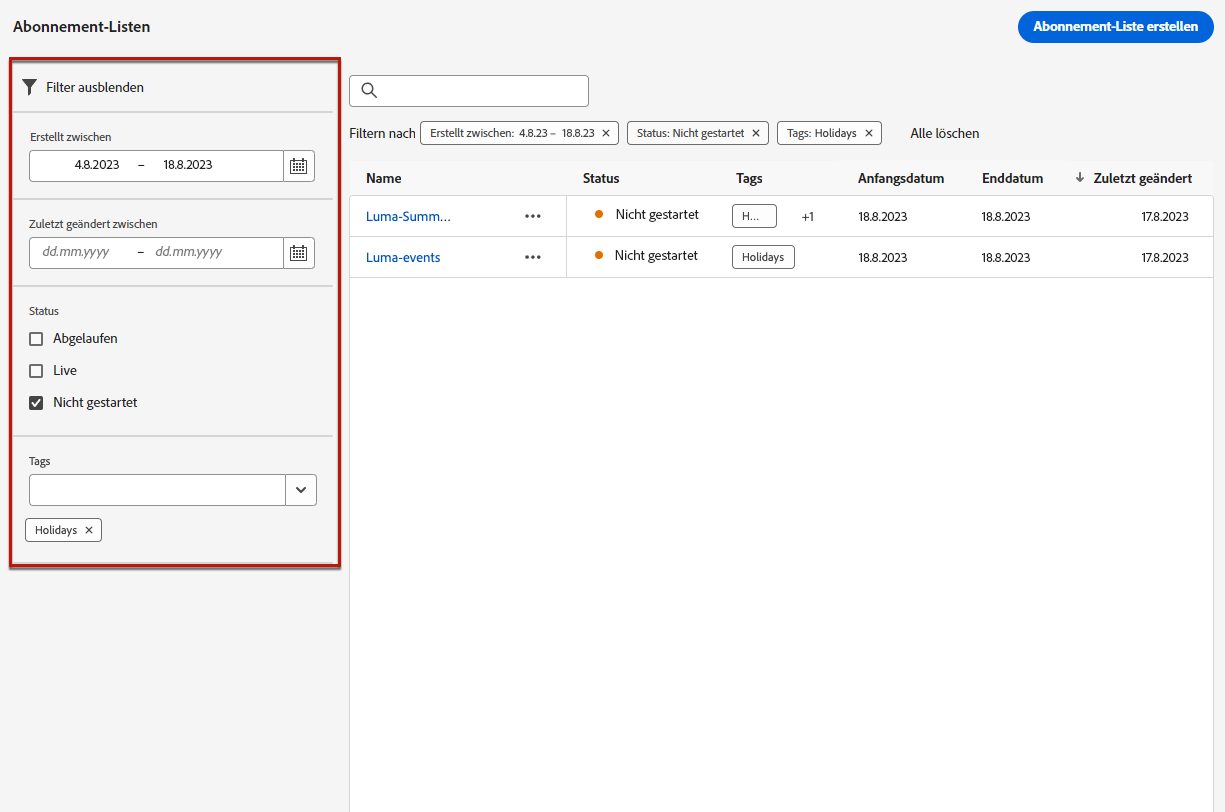 Abonnement-Listen
Abonnement-Liste erstellen
Filter ausblenden
Erstellt zwischen
4.8.2023 – 18.8.2023
Zuletzt geändert zwischen
dd.mm.yyyy – dd.mm.yyyy
Status
Abgelaufen
Live
Nicht gestartet
Tags
Holidays
Filtern nach Erstellt zwischen: 4.8.23 – 18.8.23 Status: Nicht gestartet Tags: Holidays Alle löschen
Name Status Tags Anfangsdatum Enddatum Zuletzt geändert
Luma-Summ... Nicht gestartet H... +1 18.8.2023 18.8.2023 17.8.2023
Luma-events Nicht gestartet Holidays 18.8.2023 18.8.2023 17.8.2023